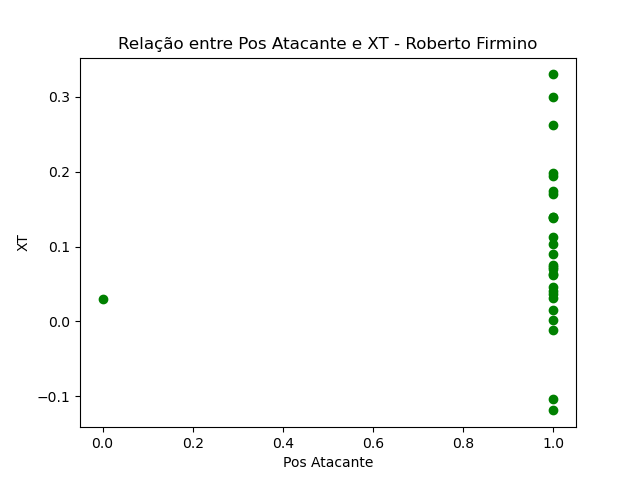 Relação entre Pos Atacante e XT - Roberto Firmino
0.3
0.2
0.1
0.0
−0.1
XT
0.0 0.2 0.4 0.6 0.8 1.0
Pos Atacante